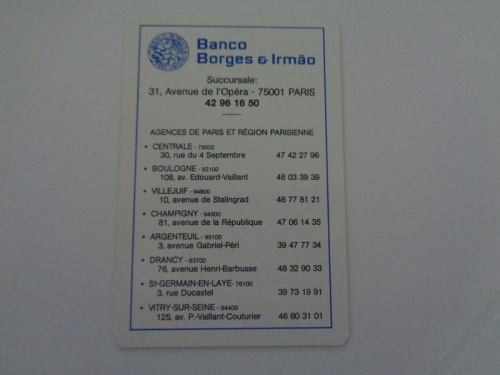 Banco
Borges & Irmão
Succursale:
31, Avenue de l'Opéra - 75001 PARIS
42 96 16 50
AGENCES DE PARIS ET RÉGION PARISIENNE
• CENTRALE - 75002
30, rue du 4 Septembre 47 42 27 96
• BOULOGNE - 92100
108, av. Edouard-Vaillant 46 03 39 39
• VILLEJUIF - 94800
10, avenue de Stalingrad 46 77 81 21
• CHAMPIGNY - 94500
81, avenue de la République 47 06 14 35
• ARGENTEUIL - 95100
3, avenue Gabriel-Péri 39 47 77 34
• DRANCY - 93700
76, avenue Henri-Barbusse 48 32 90 33
• St-GERMAIN-EN-LAYE - 78100
3, rue Ducastel 39 73 19 91
• VITRY-SUR-SEINE - 94400
125, av. P.-Vaillant-Couturier 46 80 31 01